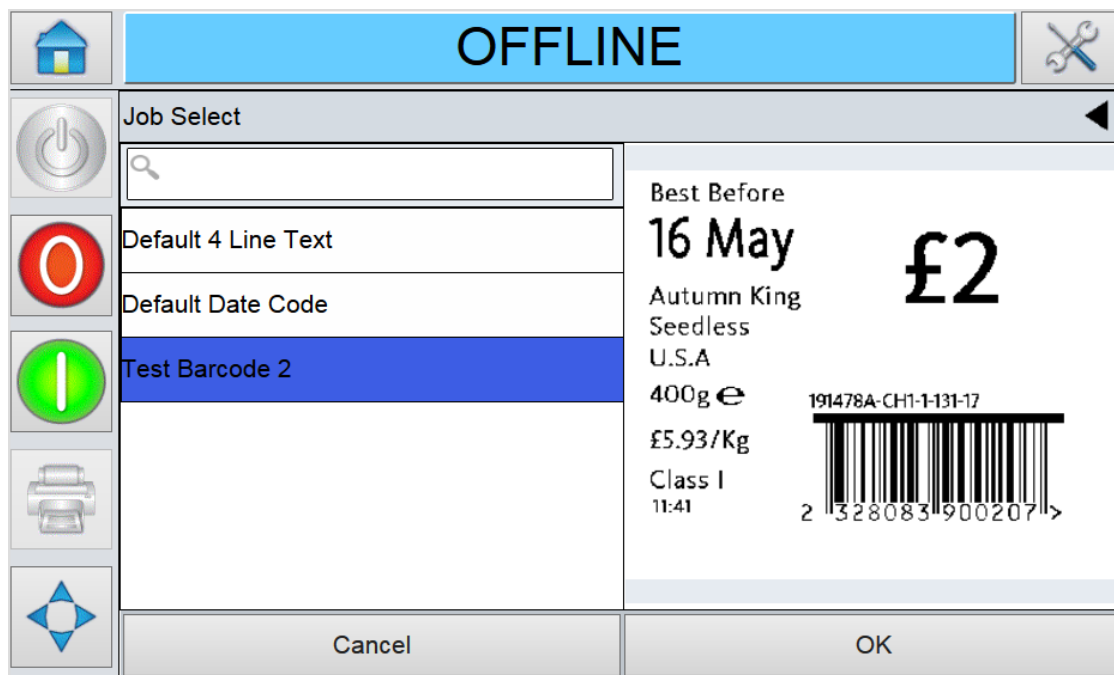 OFFLINE
Job Select
Default 4 Line Text
Default Date Code
Test Barcode 2
Best Before
16 May
£2
Autumn King
Seedless
U.S.A
400g ℮
£5.93/Kg
Class I
11:41
191478A-CH1-1-131-17
2 328083 900207 >
Cancel
OK